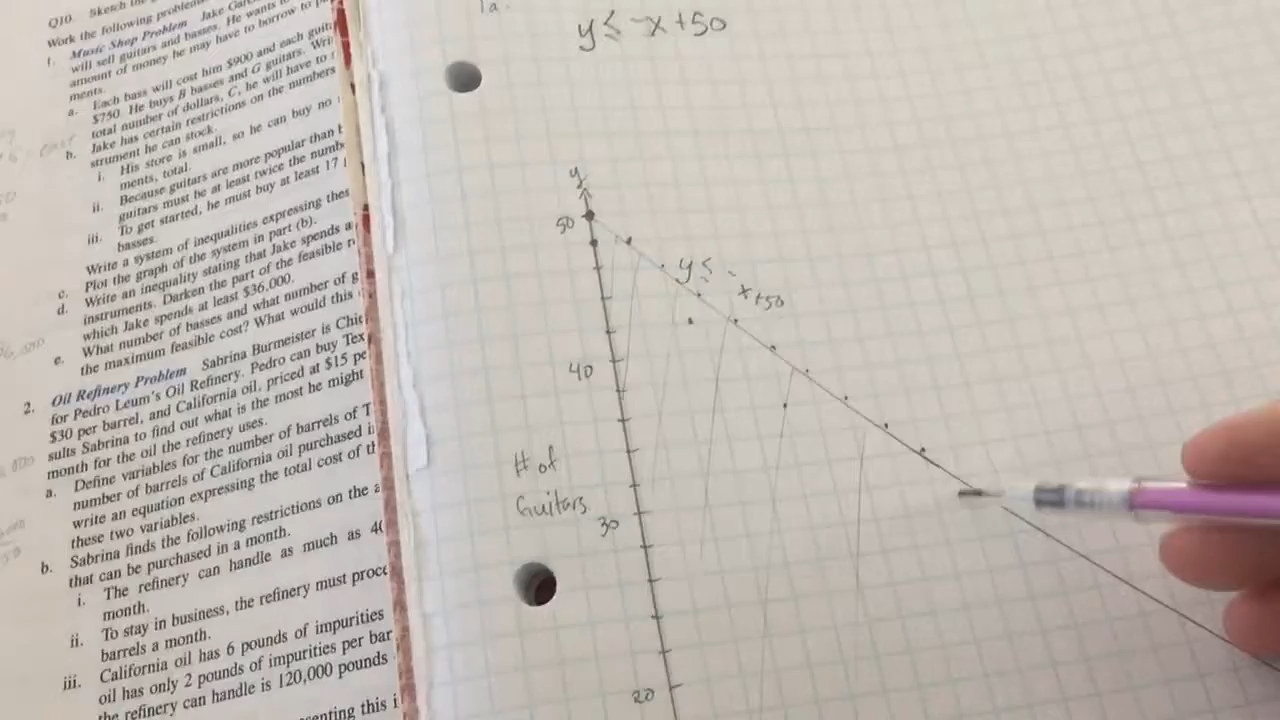 Q10. Sketch the
Work the following problems
1. Music Shop Problem Jake
will sell guitars and basses. He wants
amount of money he may have to borrow to
ments.
a. Each bass will cost him $900 and each
$750. He buys B basses and G guitars.
total number of dollars, C, he will have to
b. Jake has certain restrictions on the numbers
strument he can stock.
i. His store is small, so he can buy no
ments, total.
ii. Because guitars are more popular than
guitars must be at least twice the
iii. To get started, he must buy at least 17
basses.
Write a system of inequalities expressing
c. Plot the graph of the system in part (b).
d. Write an inequality stating that Jake spends
instruments. Darken the part of the feasible
which Jake spends at least $36,000.
e. What number of basses and what number of
the maximum feasible cost? What would this
2. Oil Refinery Problem Sabrina Burmeister is
for Pedro Leum's Oil Refinery. Pedro can buy
$30 per barrel, and California oil, priced at $15
sults Sabrina to find out what is the most he might
month for the oil the refinery uses.
a. Define variables for the number of barrels of
number of barrels of California oil purchased
write an equation expressing the total cost of
these two variables.
b. Sabrina finds the following restrictions on the
that can be purchased in a month.
i. The refinery can handle as much as
month.
ii. To stay in business, the refinery must
barrels a month.
iii. California oil has 6 pounds of impurities
oil has only 2 pounds of impurities per
the refinery can handle is 120,000 pounds
this
1a.
y ≤ -x+50
y
50
y ≤ -x+50
40
# of
Guitars
30
20